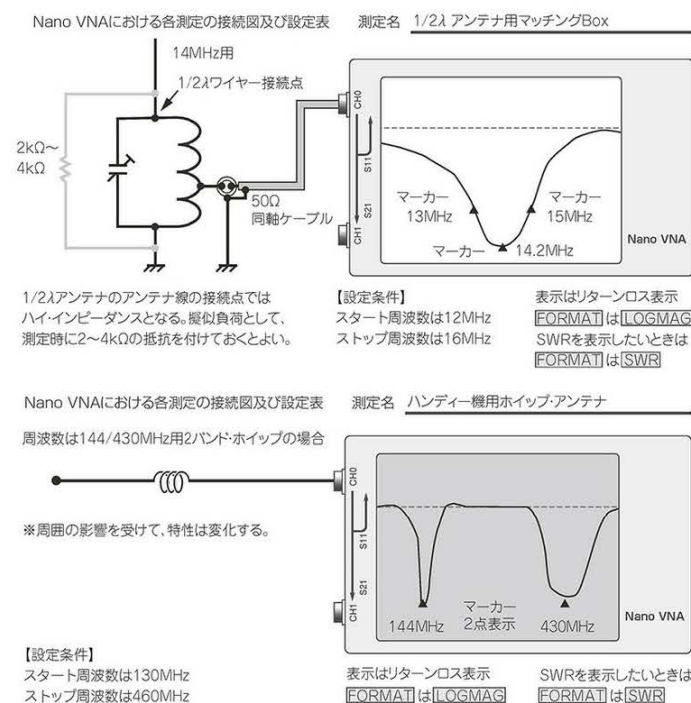 Nano VNAにおける各測定の接続図及び設定表
測定名 1/2λ アンテナ用マッチングBox
14MHz用
1/2λワイヤー接続点
2kΩ〜
4kΩ
50Ω
同軸ケーブル
CH0
S11
S21
CH1
マーカー
13MHz
マーカー
15MHz
マーカー 14.2MHz
Nano VNA
1/2λアンテナのアンテナ線の接続点では
ハイ・インピーダンスとなる。擬似負荷として、
測定時に2〜4kΩの抵抗を付けておくとよい。
【設定条件】
スタート周波数は12MHz
ストップ周波数は16MHz
表示はリターンロス表示
FORMAT は LOGMAG
SWRを表示したいときは
FORMAT は SWR
Nano VNAにおける各測定の接続図及び設定表
測定名 ハンディー機用ホイップ・アンテナ
周波数は144/430MHz用2バンド・ホイップの場合
※周囲の影響を受けて、特性は変化する。
CH0
S11
S21
CH1
144MHz
マーカー
2点表示
430MHz
Nano VNA
【設定条件】
スタート周波数は130MHz
ストップ周波数は460MHz
表示はリターンロス表示
FORMAT は LOGMAG
SWRを表示したいときは
FORMAT は SWR